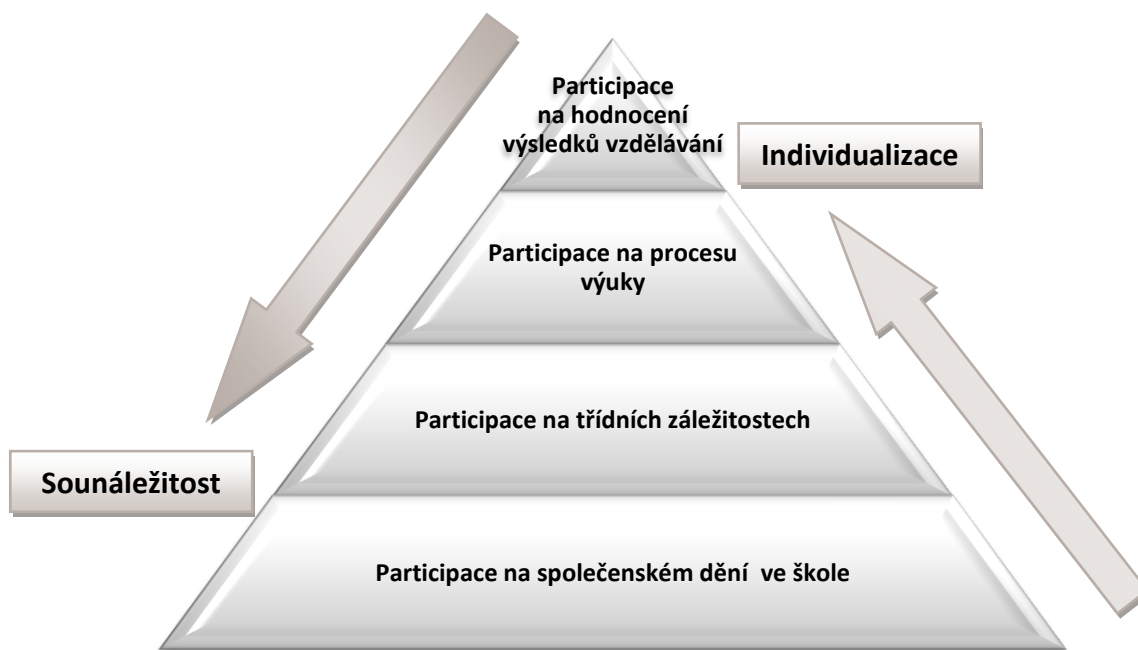 Participace
na hodnocení
výsledků vzdělávání
Individualizace
Participace na procesu
výuky
Participace na třídních záležitostech
Sounáležitost
Participace na společenském dění  ve škole